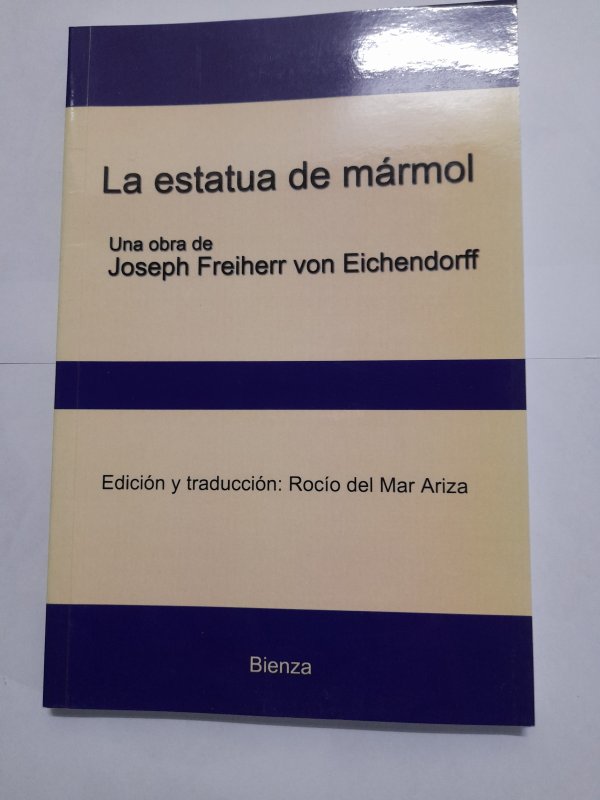 La estatua de mármol
Una obra de
Joseph Freiherr von Eichendorff
Edición y traducción: Rocío del Mar Ariza
Bienza